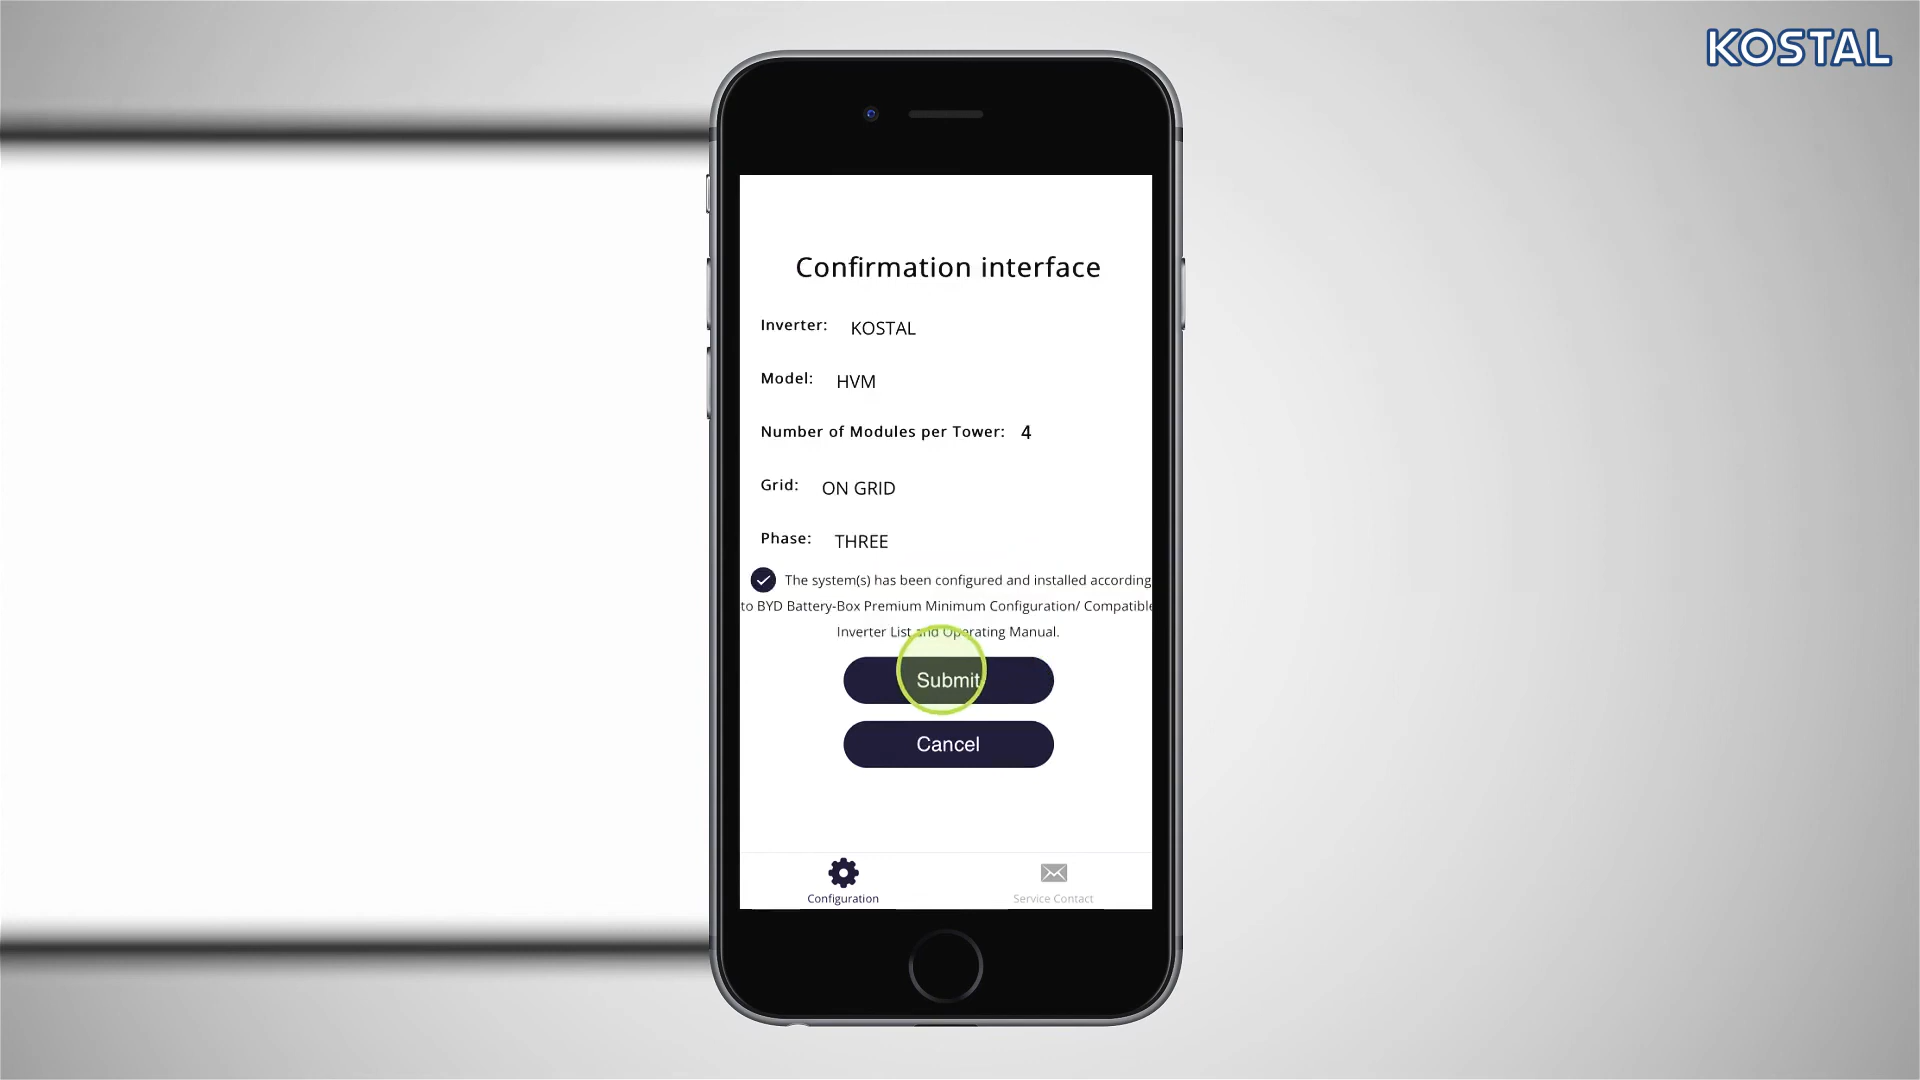 KOSTAL
Confirmation interface
Inverter: KOSTAL
Model: HVM
Number of Modules per Tower: 4
Grid: ON GRID
Phase: THREE
The system(s) has been configured and installed according
to BYD Battery-Box Premium Minimum Configuration/ Compatible
Inverter List and Operating Manual.
Submit
Cancel
Configuration Service Contact